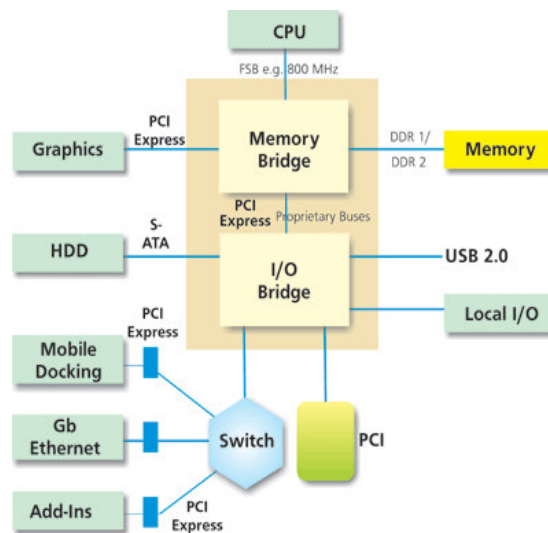 CPU
FSB e.g. 800 MHz
PCI
Express
Graphics
Memory
Bridge
DDR 1/
DDR 2
Memory
PCI
Express
Proprietary Buses
S-
ATA
HDD
I/O
Bridge
USB 2.0
Local I/O
PCI
Express
Mobile
Docking
Gb
Ethernet
Switch
PCI
Add-Ins
PCI
Express